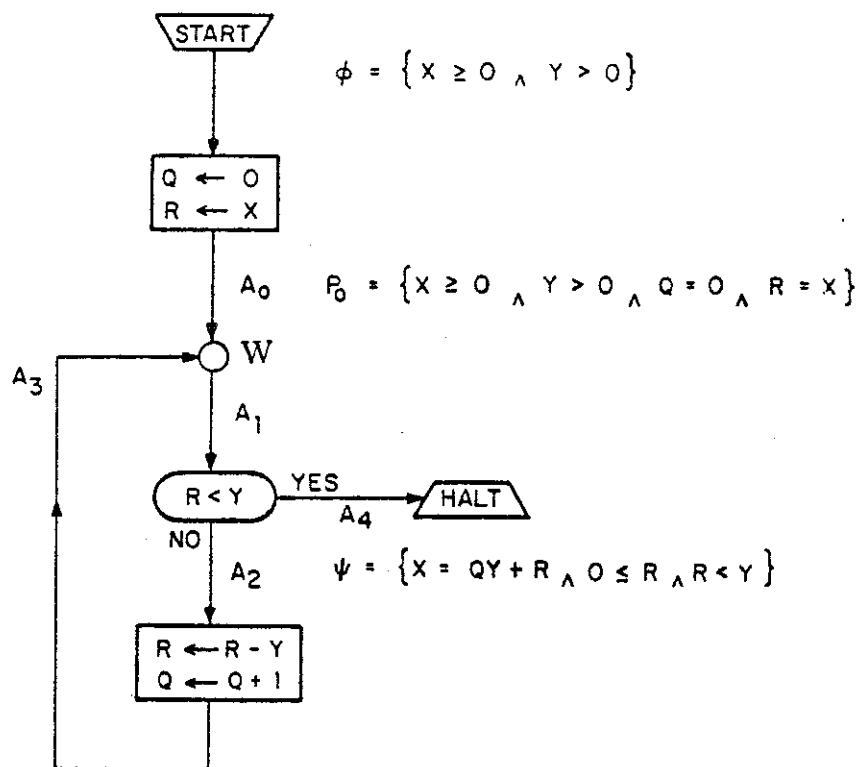 START
φ = { X ≥ 0 ∧ Y > 0 }
Q ← 0
R ← X
A₀ P₀ = { X ≥ 0 ∧ Y > 0 ∧ Q = 0 ∧ R = X }
W
A₃
A₁
R < Y YES HALT
A₄
NO
A₂ ψ = { X = QY + R ∧ 0 ≤ R ∧ R < Y }
R ← R - Y
Q ← Q + 1